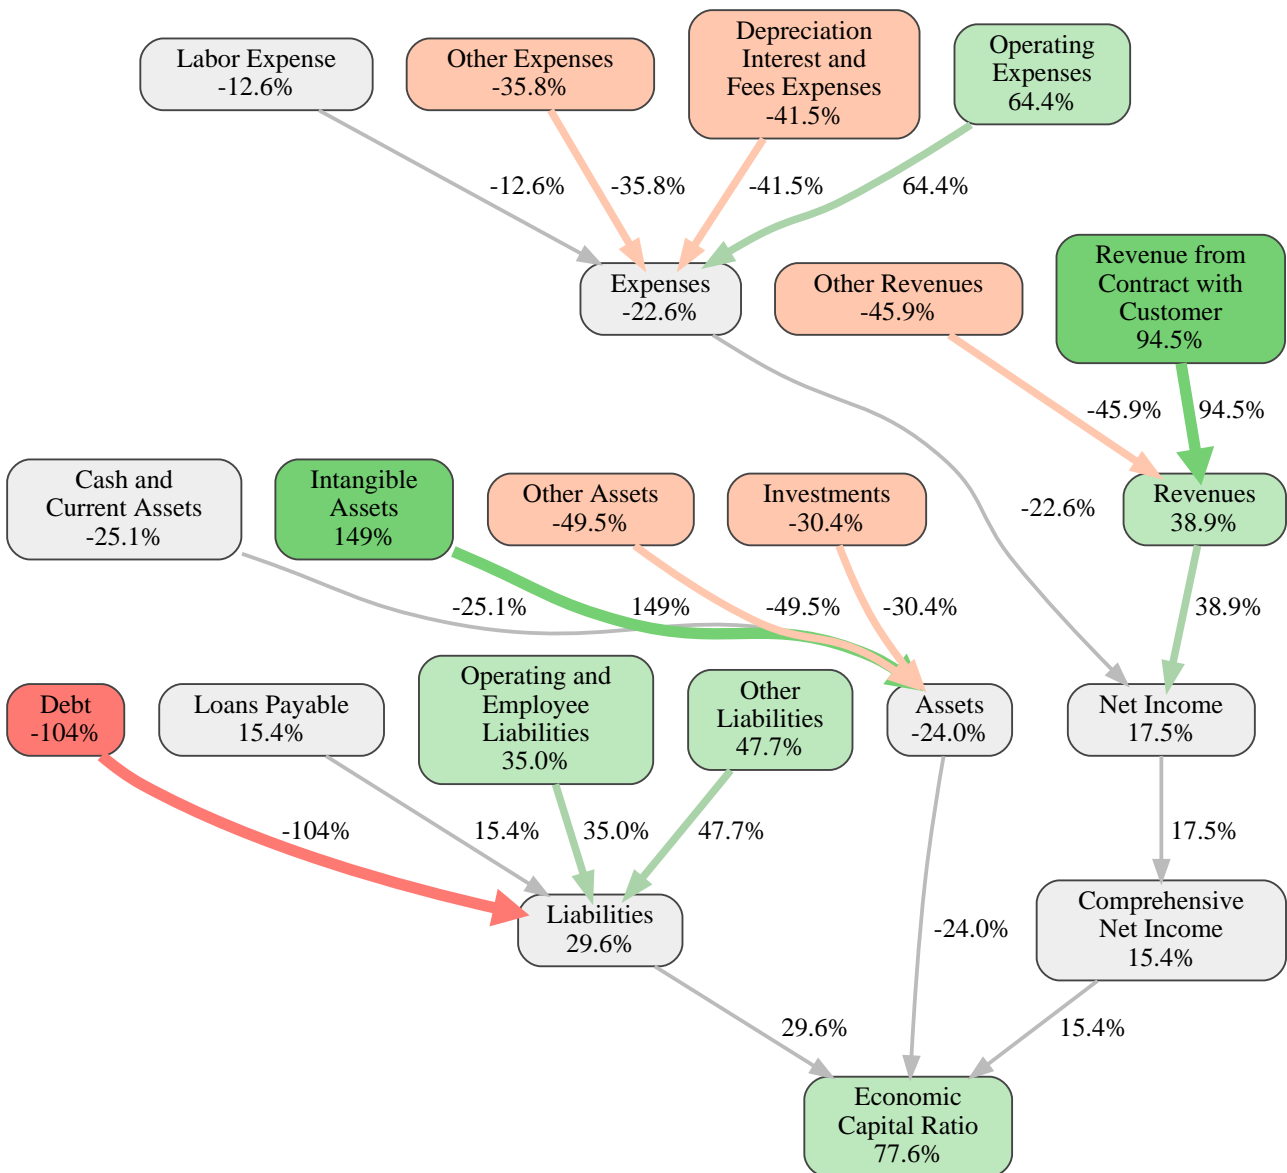 Labor Expense
-12.6%
Other Expenses
-35.8%
Depreciation
Interest and
Fees Expenses
-41.5%
Operating
Expenses
64.4%
-12.6%
-35.8%
-41.5%
64.4%
Expenses
-22.6%
Other Revenues
-45.9%
Revenue from
Contract with
Customer
94.5%
-45.9%
94.5%
Cash and
Current Assets
-25.1%
Intangible
Assets
149%
Other Assets
-49.5%
Investments
-30.4%
-22.6%
Revenues
38.9%
-25.1%
149%
-49.5%
-30.4%
38.9%
Debt
-104%
Loans Payable
15.4%
Operating and
Employee
Liabilities
35.0%
Other
Liabilities
47.7%
Assets
-24.0%
Net Income
17.5%
-104%
15.4%
35.0%
47.7%
17.5%
Liabilities
29.6%
-24.0%
Comprehensive
Net Income
15.4%
29.6%
15.4%
Economic
Capital Ratio
77.6%